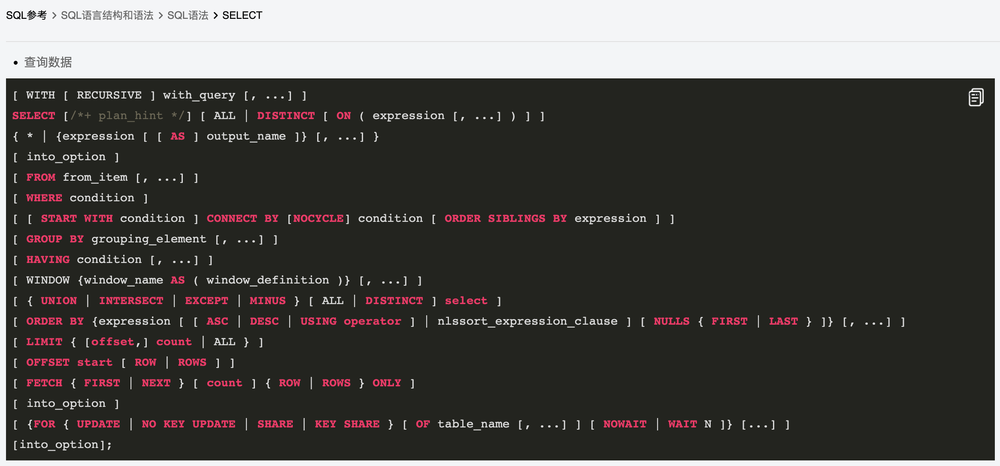 SQL参考 > SQL语言结构和语法 > SQL语法 > SELECT
• 查询数据
[ WITH [ RECURSIVE ] with_query [, ...] ]
SELECT [/*+ plan_hint */] [ ALL | DISTINCT [ ON ( expression [, ...] ) ] ]
{ * | {expression [ [ AS ] output_name ]} [, ...] }
[ into_option ]
[ FROM from_item [, ...] ]
[ WHERE condition ]
[ [ START WITH condition ] CONNECT BY [NOCYCLE] condition [ ORDER SIBLINGS BY expression ] ]
[ GROUP BY grouping_element [, ...] ]
[ HAVING condition [, ...] ]
[ WINDOW {window_name AS ( window_definition )} [, ...] ]
[ { UNION | INTERSECT | EXCEPT | MINUS } [ ALL | DISTINCT ] select ]
[ ORDER BY {expression [ [ ASC | DESC | USING operator ] | nlssort_expression_clause ] [ NULLS { FIRST | LAST } ]} [, ...] ]
[ LIMIT { [offset,] count | ALL } ]
[ OFFSET start [ ROW | ROWS ] ]
[ FETCH { FIRST | NEXT } [ count ] { ROW | ROWS } ONLY ]
[ into_option ]
[ {FOR { UPDATE | NO KEY UPDATE | SHARE | KEY SHARE } [ OF table_name [, ...] ] [ NOWAIT | WAIT N ]} [...] ]
[into_option];